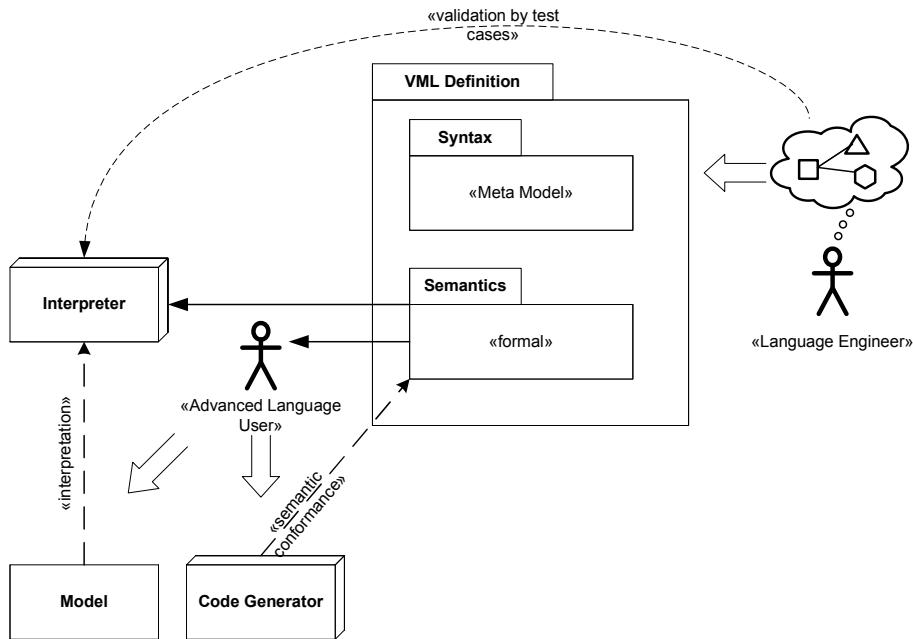 «validation by test
cases»
VML Definition
Syntax
«Meta Model»
Semantics
Interpreter
«formal»
«Language Engineer»
«Advanced Language
User»
«interpretation»
«semantic
conformance»
Model
Code Generator